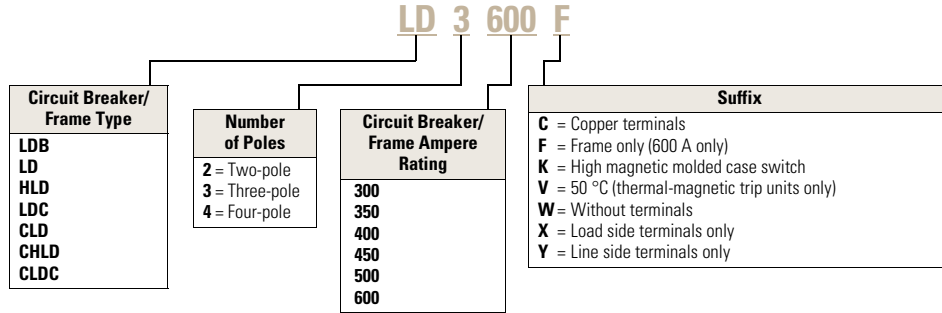 LD 3 600 F
Circuit Breaker/
Frame Type
LDB
LD
HLD
LDC
CLD
CHLD
CLDC
Number
of Poles
2 = Two-pole
3 = Three-pole
4 = Four-pole
Circuit Breaker/
Frame Ampere
Rating
300
350
400
450
500
600
Suffix
C = Copper terminals
F = Frame only (600 A only)
K = High magnetic molded case switch
V = 50 °C (thermal-magnetic trip units only)
W = Without terminals
X = Load side terminals only
Y = Line side terminals only